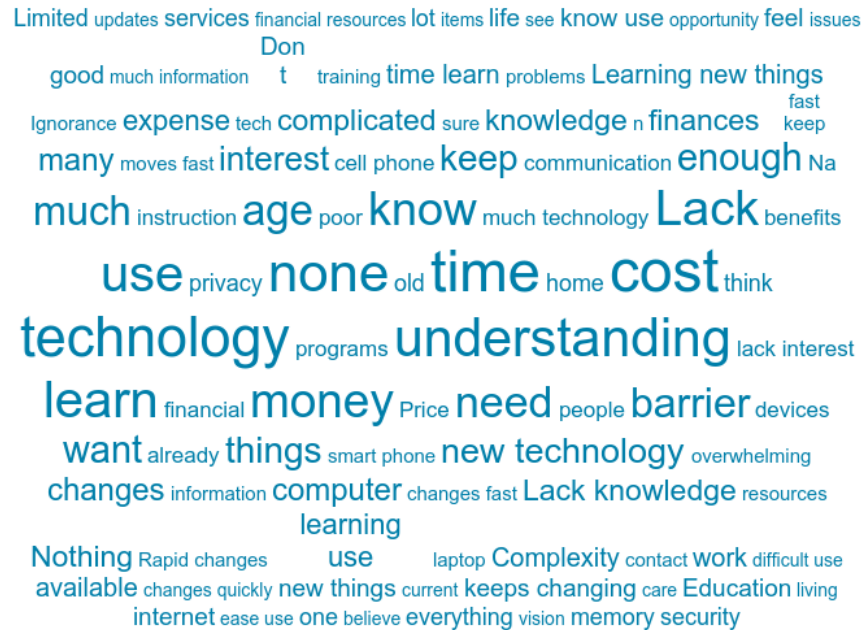 Limited updates services financial resources lot items life see know use opportunity feel issues
Don
good much information t training time learn problems Learning new things
fast
Ignorance expense tech complicated sure knowledge n finances keep
many moves fast interest cell phone keep communication enough Na
much instruction age poor know much technology Lack benefits
use privacy none old time home cost think
technology programs understanding lack interest
learn financial money Price need people barrier devices
want already things smart phone new technology overwhelming
changes information computer changes fast Lack knowledge resources
learning
Nothing Rapid changes use laptop Complexity contact work difficult use
available changes quickly new things current keeps changing care Education living
internet ease use one believe everything vision memory security